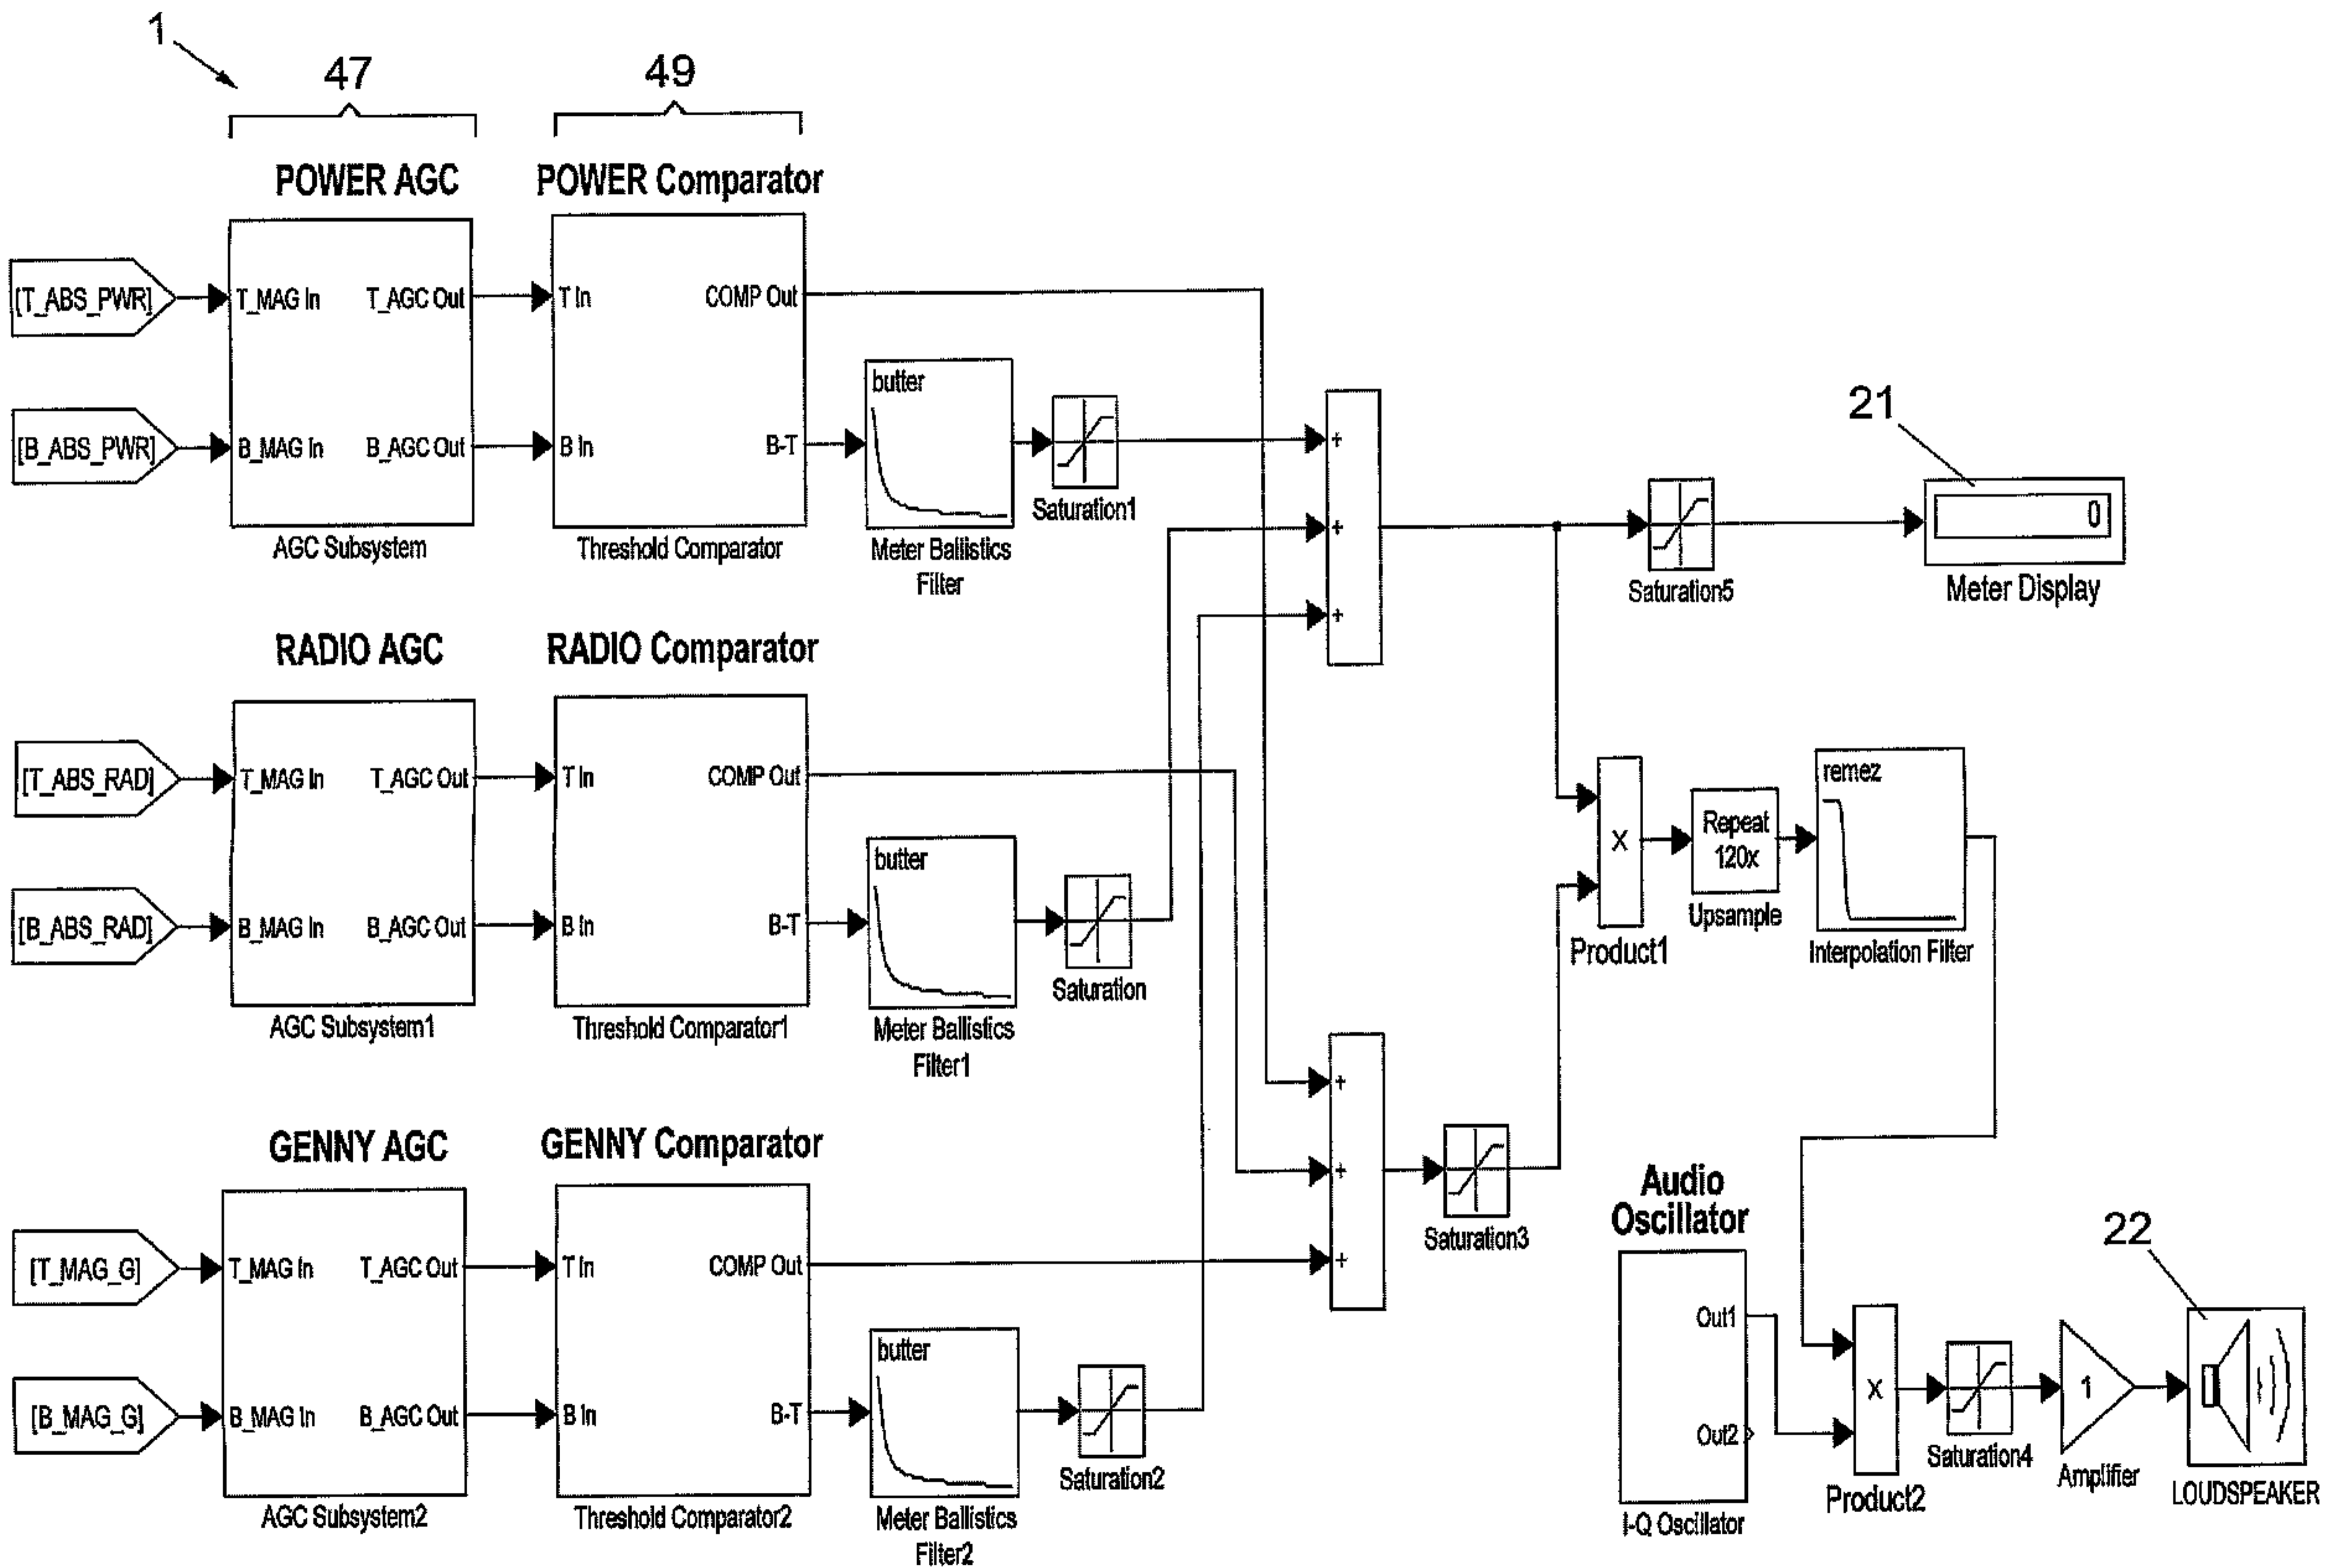 1
47
49
POWER AGC
POWER Comparator
[T_ABS_PWR]
T_MAG In
T_AGC Out
T In
COMP Out
[B_ABS_PWR]
B_MAG In
B_AGC Out
B In
B-T
AGC Subsystem
Threshold Comparator
butter
Meter Ballistics
Filter
Saturation1
+
+
+
Saturation5
21
0
Meter Display
RADIO AGC
RADIO Comparator
[T_ABS_RAD]
T_MAG In
T_AGC Out
T In
COMP Out
[B_ABS_RAD]
B_MAG In
B_AGC Out
B In
B-T
AGC Subsystem1
Threshold Comparator1
butter
Meter Ballistics
Filter1
Saturation
X
Product1
Repeat
120x
Upsample
remez
Interpolation Filter
GENNY AGC
GENNY Comparator
[T_MAG_G]
T_MAG In
T_AGC Out
T In
COMP Out
[B_MAG_G]
B_MAG In
B_AGC Out
B In
B-T
AGC Subsystem2
Threshold Comparator2
butter
Meter Ballistics
Filter2
Saturation2
+
+
+
Saturation3
Audio
Oscillator
Out1
Out2
I-Q Oscillator
X
Product2
Saturation4
1
Amplifier
22
LOUDSPEAKER